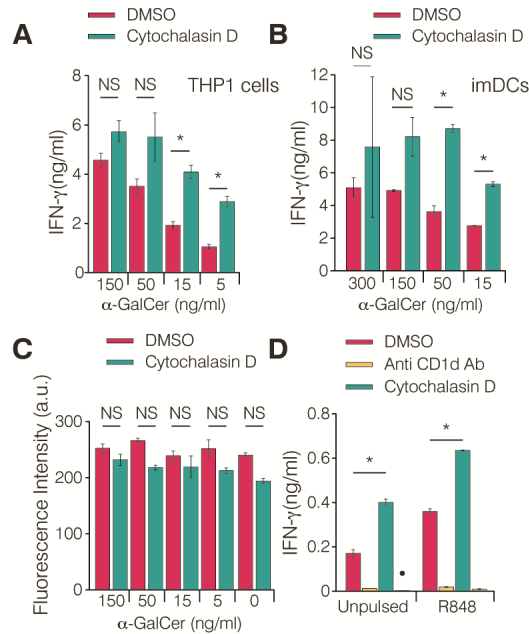 A
DMSO
Cytochalasin D
THP1 cells
NS NS * *
IFN-γ(ng/ml)
8
6
4
2
0
150 50 15 5
α-GalCer (ng/ml)
B
DMSO
Cytochalasin D
imDCs
NS NS * *
IFN-γ(ng/ml)
12
10
8
6
4
2
0
300 150 50 15
α-GalCer (ng/ml)
C
DMSO
Cytochalasin D
NS NS NS NS NS
Fluorescence Intensity (a.u.)
300
200
100
0
150 50 15 5 0
α-GalCer (ng/ml)
D
DMSO
Anti CD1d Ab
Cytochalasin D
* *
IFN-γ(ng/ml)
0.8
0.6
0.4
0.2
0
Unpulsed R848